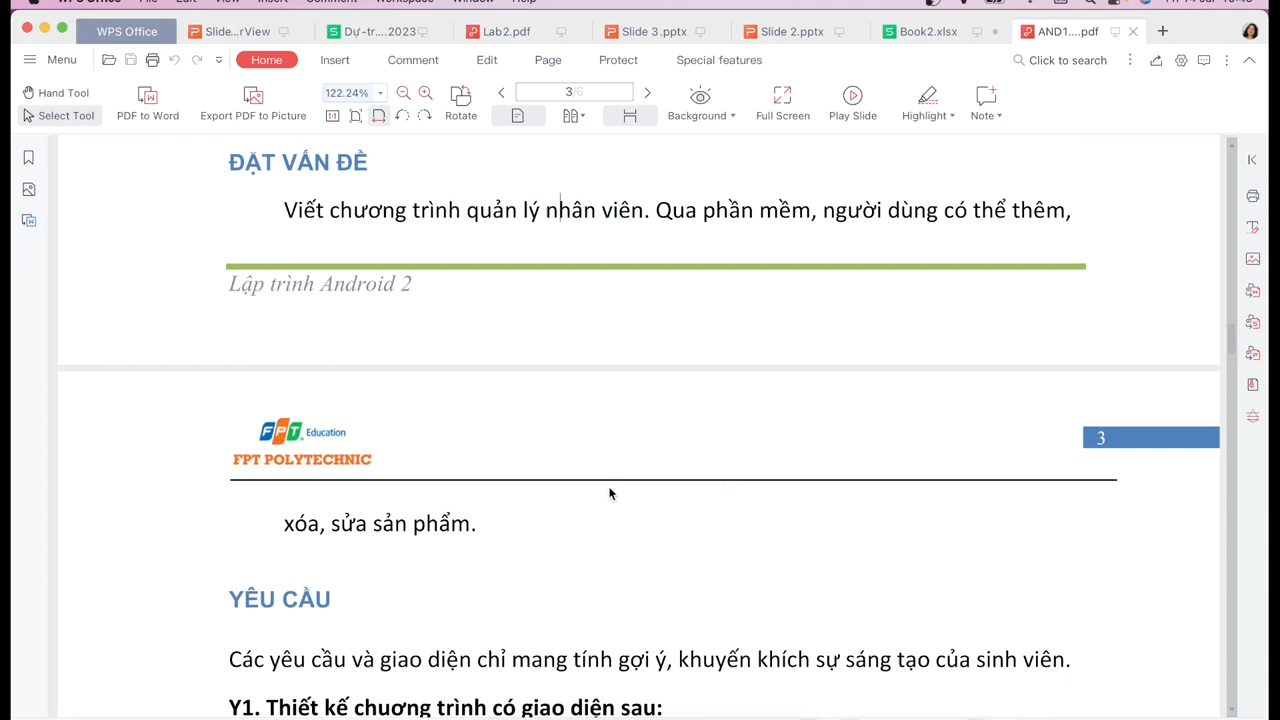 WPS Office
Slide...rView
Dự-tr....2023
Lab2.pdf
Slide 3.pptx
Slide 2.pptx
Book2.xlsx
AND1....pdf
Menu
Home
Insert
Comment
Edit
Page
Protect
Special features
Click to search
Hand Tool
Select Tool
PDF to Word
Export PDF to Picture
122.24%
Rotate
3/6
Background
Full Screen
Play Slide
Highlight
Note
ĐẶT VẤN ĐỀ
Viết chương trình quản lý nhân viên. Qua phần mềm, người dùng có thể thêm,
Lập trình Android 2
FPT Education
FPT POLYTECHNIC
3
xóa, sửa sản phẩm.
YÊU CẦU
Các yêu cầu và giao diện chỉ mang tính gợi ý, khuyến khích sự sáng tạo của sinh viên.
Y1. Thiết kế chương trình có giao diện sau: